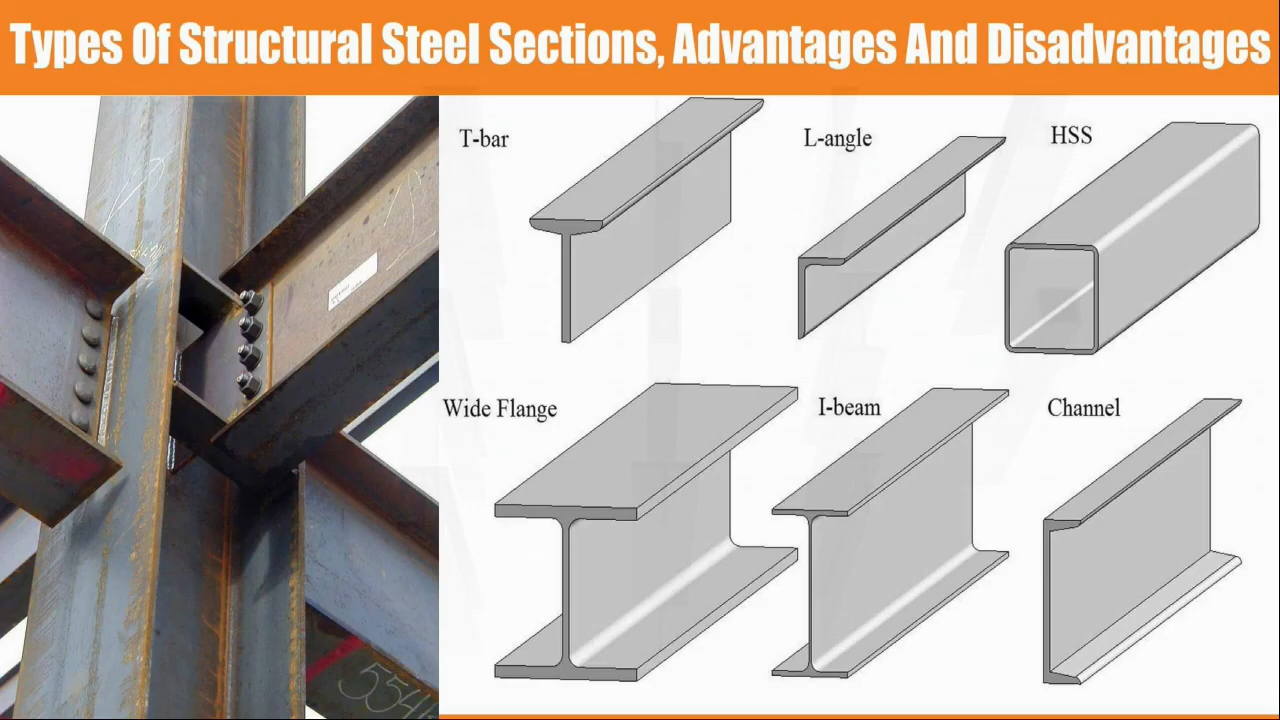 Types Of Structural Steel Sections, Advantages And Disadvantages
T-bar
L-angle
HSS
Wide Flange
I-beam
Channel